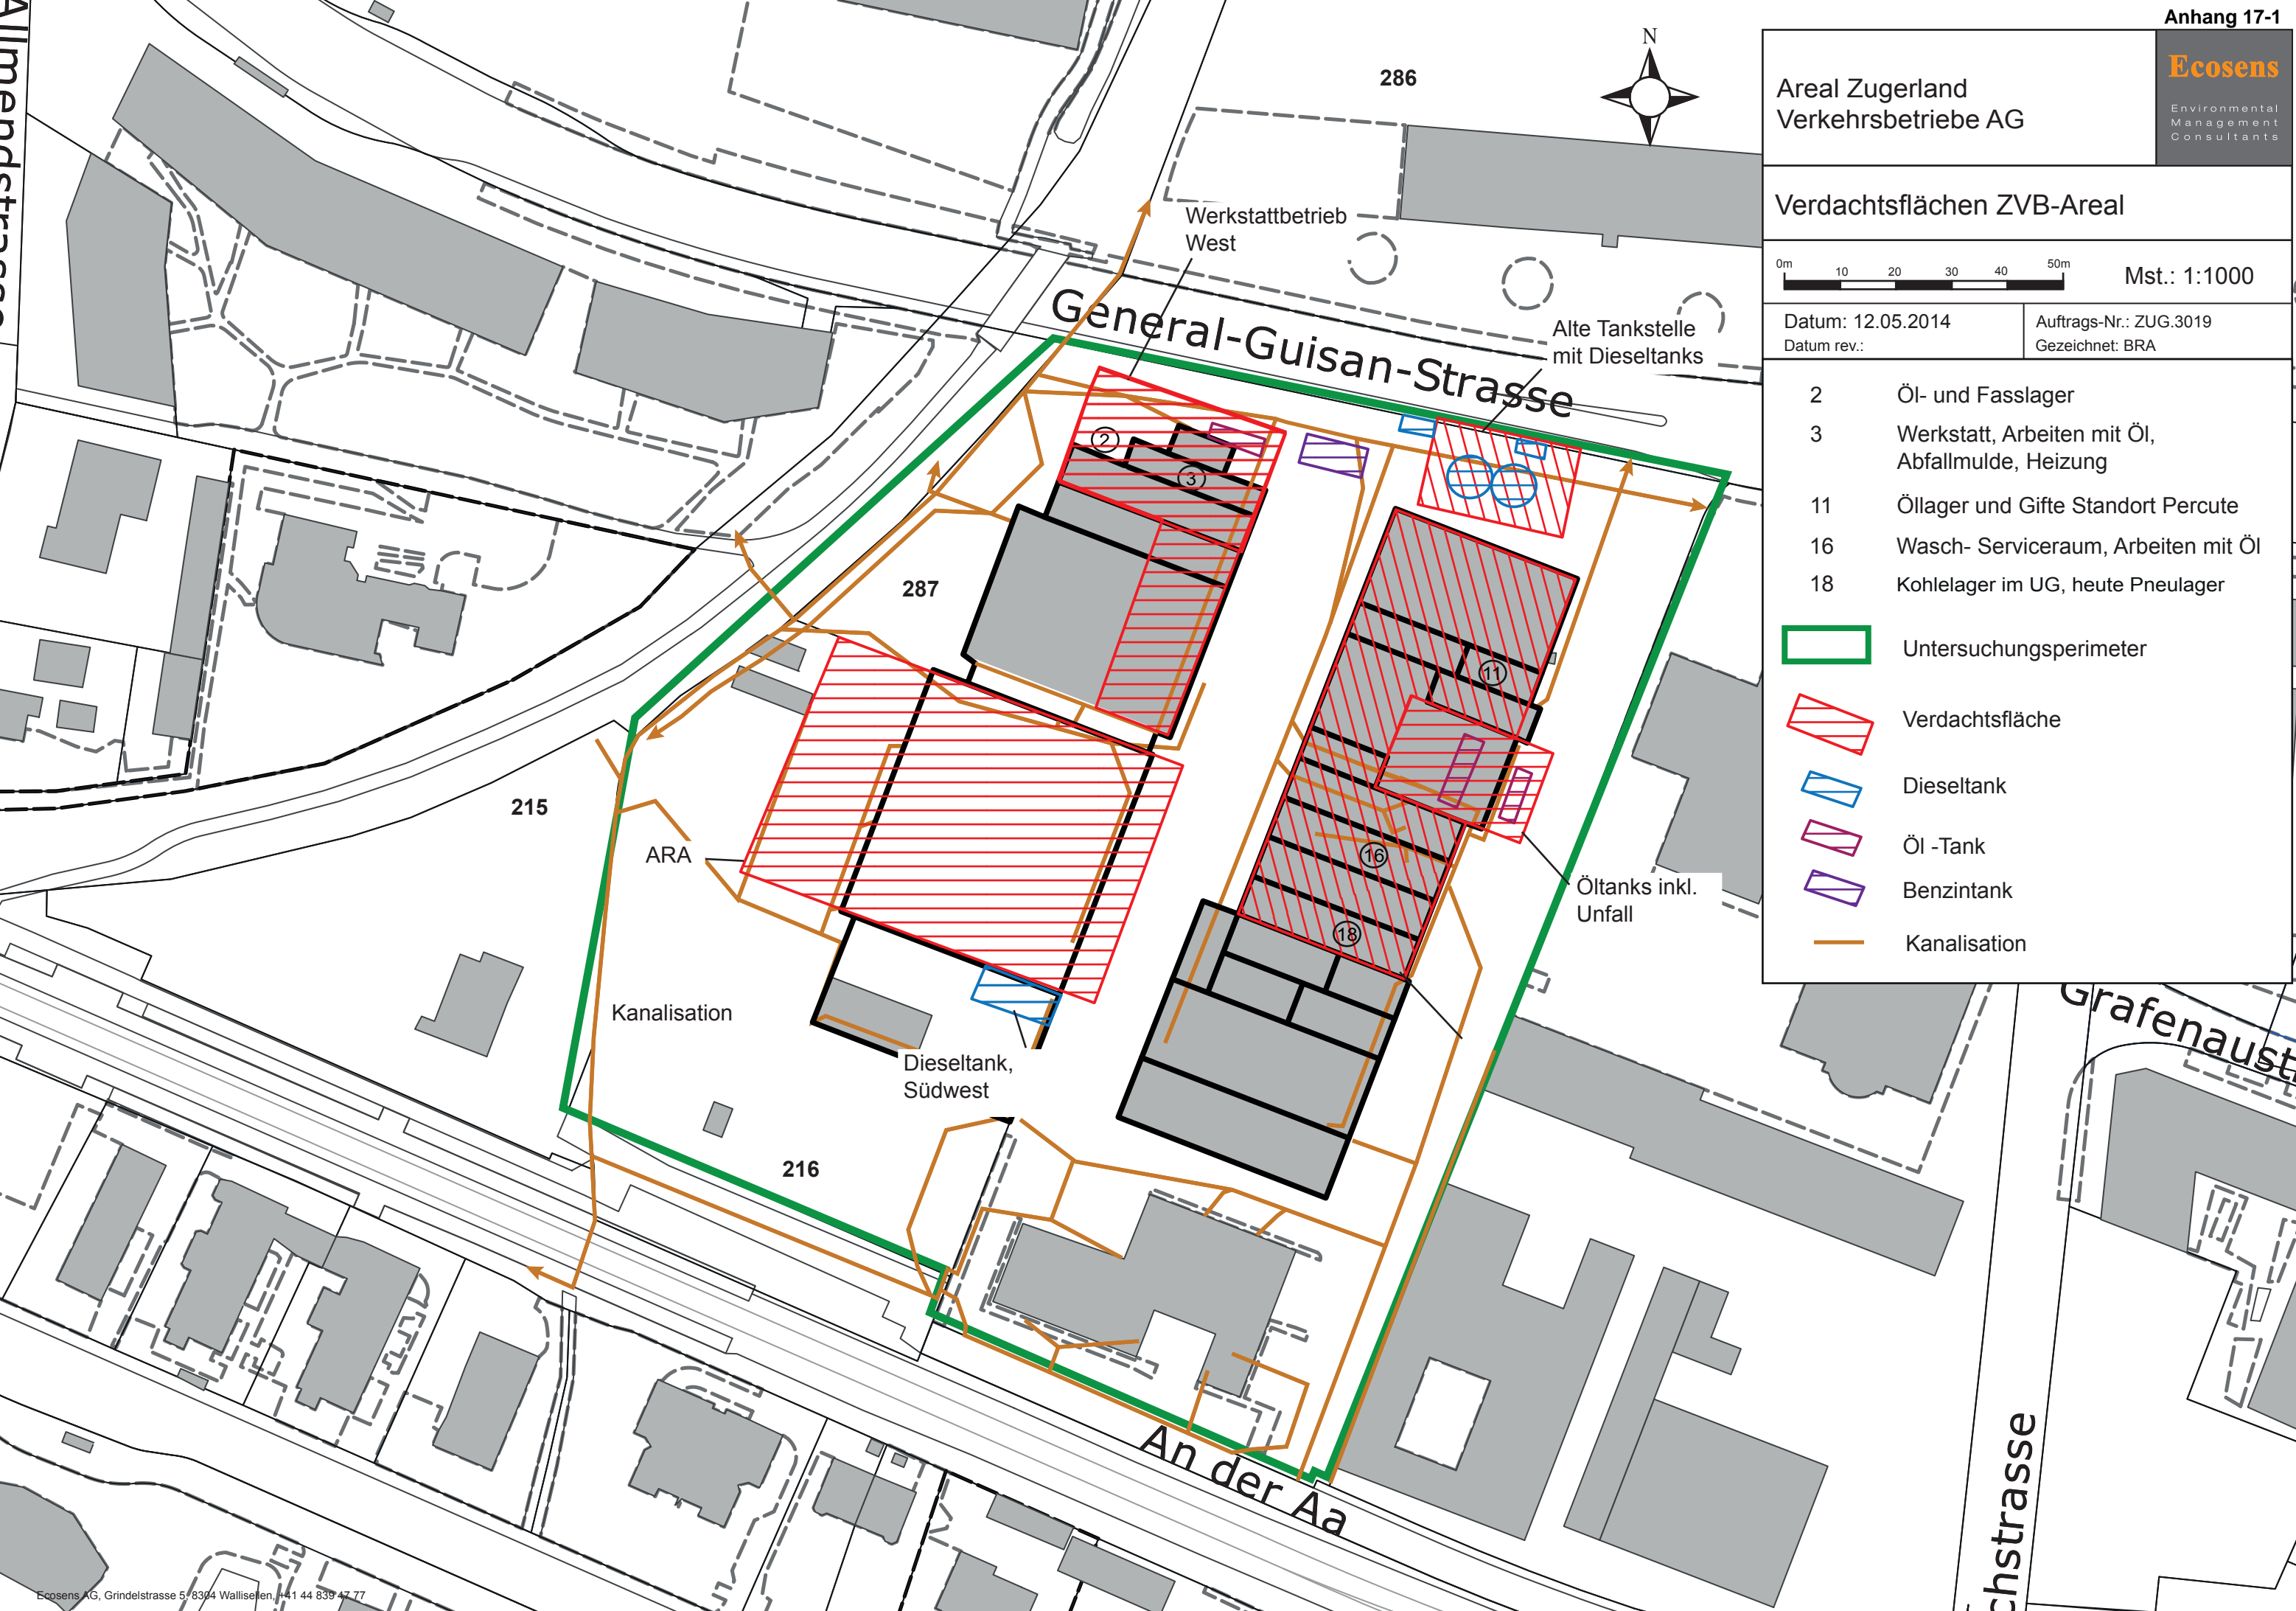 Anhang 17-1
Areal Zugerland
Verkehrsbetriebe AG
Ecosens
Environmental
Management
Consultants
Verdachtsflächen ZVB-Areal
0m 10 20 30 40 50m
Mst.: 1:1000
Datum: 12.05.2014
Datum rev.:
Auftrags-Nr.: ZUG.3019
Gezeichnet: BRA
2 Öl- und Fasslager
3 Werkstatt, Arbeiten mit Öl,
Abfallmulde, Heizung
11 Öllager und Gifte Standort Percute
16 Wasch- Serviceraum, Arbeiten mit Öl
18 Kohlelager im UG, heute Pneulager
Untersuchungsperimeter
Verdachtsfläche
Dieseltank
Öl -Tank
Benzintank
Kanalisation
N
286
Allmendstrasse
Werkstattbetrieb
West
General-Guisan-Strasse
Alte Tankstelle
mit Dieseltanks
2
3
287
11
215
ARA
16
Öltanks inkl.
Unfall
18
Kanalisation
Dieseltank,
Südwest
216
Grafenaust
An der Aa
chstrasse
Ecosens AG, Grindelstrasse 5, 8304 Wallisellen, +41 44 839 47 77